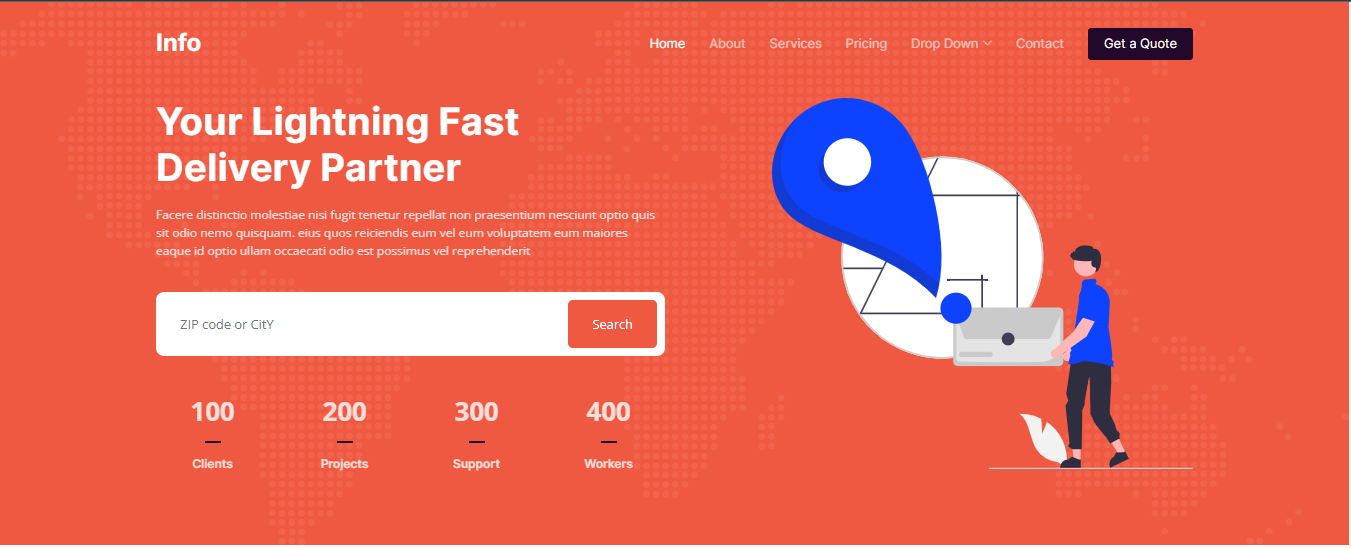 Info
Home About Services Pricing Drop Down Contact Get a Quote
Your Lightning Fast
Delivery Partner
Facere distinctio molestiae nisi fugit tenetur repellat non praesentium nesciunt optio quis
sit odio nemo quisquam. eius quos reiciendis eum vel eum voluptatem eum maiores
eaque id optio ullam occaecati odio est possimus vel reprehenderit
ZIP code or CitY Search
100 200 300 400
Clients Projects Support Workers